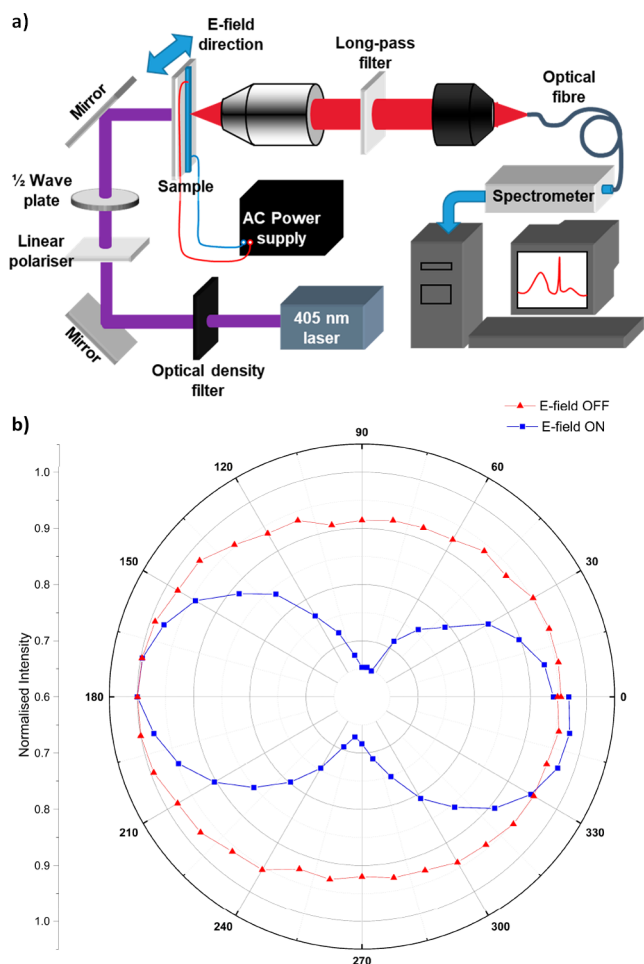 a)
E-field
direction
Long-pass
filter
Optical
fibre
Mirror
½ Wave
plate
Sample
AC Power
supply
Spectrometer
Linear
polariser
Mirror
405 nm
laser
Optical density
filter
b)
E-field OFF
E-field ON
Normalised Intensity
1.0
0.9
0.8
0.7
0.6
0.7
0.8
0.9
1.0
90
120
60
150
30
180
0
210
330
240
300
270